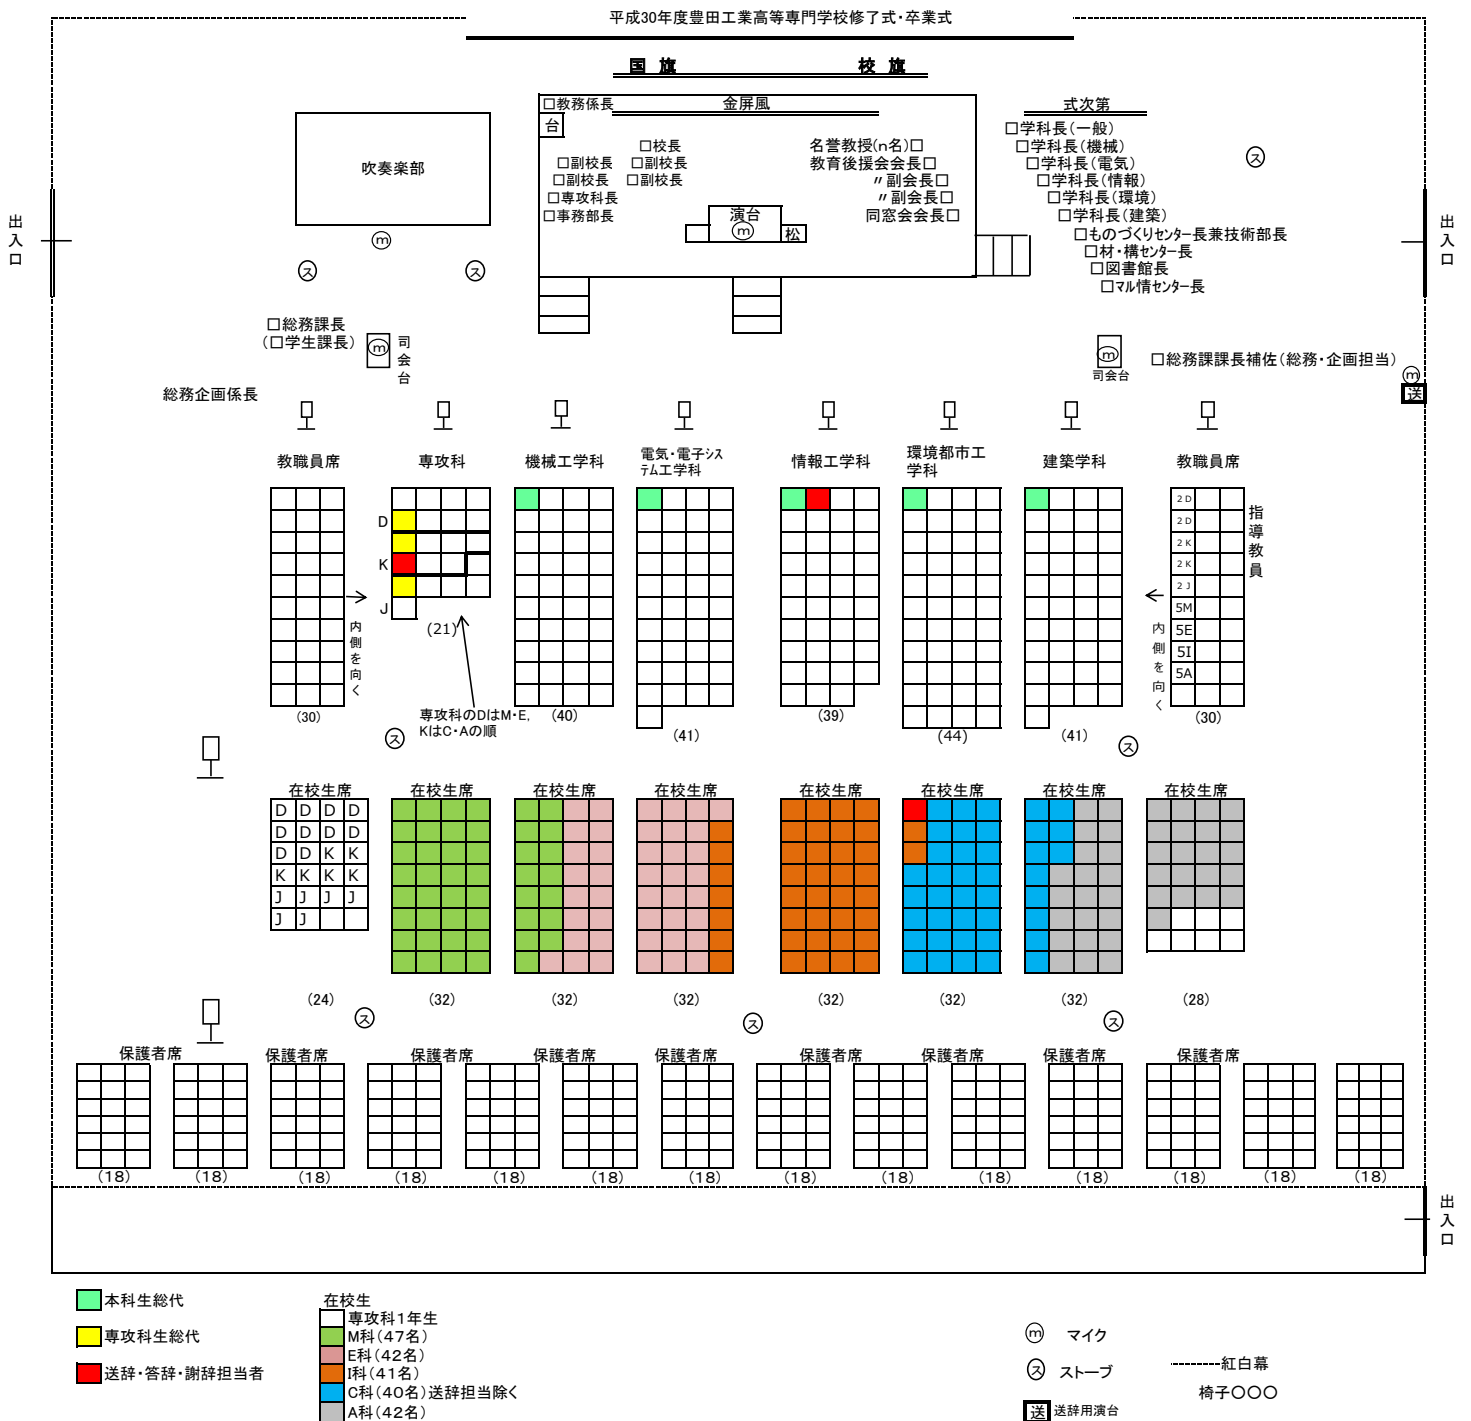 平成30年度豊田工業高等専門学校修了式・卒業式
国 旗
校 旗
□教務係長
金屏風
式次第
台
吹奏楽部
□校長
□副校長
□副校長
□副校長
□副校長
□専攻科長
□事務部長
名誉教授(n名)□
教育後援会会長□
〃副会長□
〃副会長□
同窓会会長□
演台
ⓜ
松
□学科長(一般)
□学科長(機械)
□学科長(電気)
□学科長(情報)
□学科長(環境)
□学科長(建築)
□ものづくりセンター長兼技術部長
□材・構センター長
□図書館長
□マル情センター長
ス
出入口
出入口
ⓜ
ス
ス
□総務課長
(□学生課長)
ⓜ
司会台
ⓜ
司会台
□総務課課長補佐(総務・企画担当)
ⓜ
送
総務企画係長
教職員席
専攻科
機械工学科
電気・電子シス
テム工学科
情報工学科
環境都市工
学科
建築学科
教職員席
D
K
J
2D
2D
2K
2K
2J
5M
5E
5I
5A
指導教員
内側を向く
内側を向く
(21)
専攻科のDはM・E,
KはC・Aの順
(30)
(40)
(41)
(39)
(44)
(41)
(30)
ス
ス
在校生席
在校生席
在校生席
在校生席
在校生席
在校生席
在校生席
在校生席
D D D D
D D D D
D D K K
K K K K
J J J J
J J
(24)
(32)
(32)
(32)
(32)
(32)
(32)
(28)
ス
ス
ス
保護者席
保護者席
保護者席
保護者席
保護者席
保護者席
保護者席
保護者席
保護者席
(18)
(18)
(18)
(18)
(18)
(18)
(18)
(18)
(18)
(18)
(18)
(18)
(18)
(18)
出入口
本科生総代
専攻科生総代
送辞・答辞・謝辞担当者
在校生
専攻科1年生
M科(47名)
E科(42名)
I科(41名)
C科(40名)送辞担当除く
A科(42名)
ⓜ マイク
ス ストーブ
送 送辞用演台
紅白幕
椅子〇〇〇